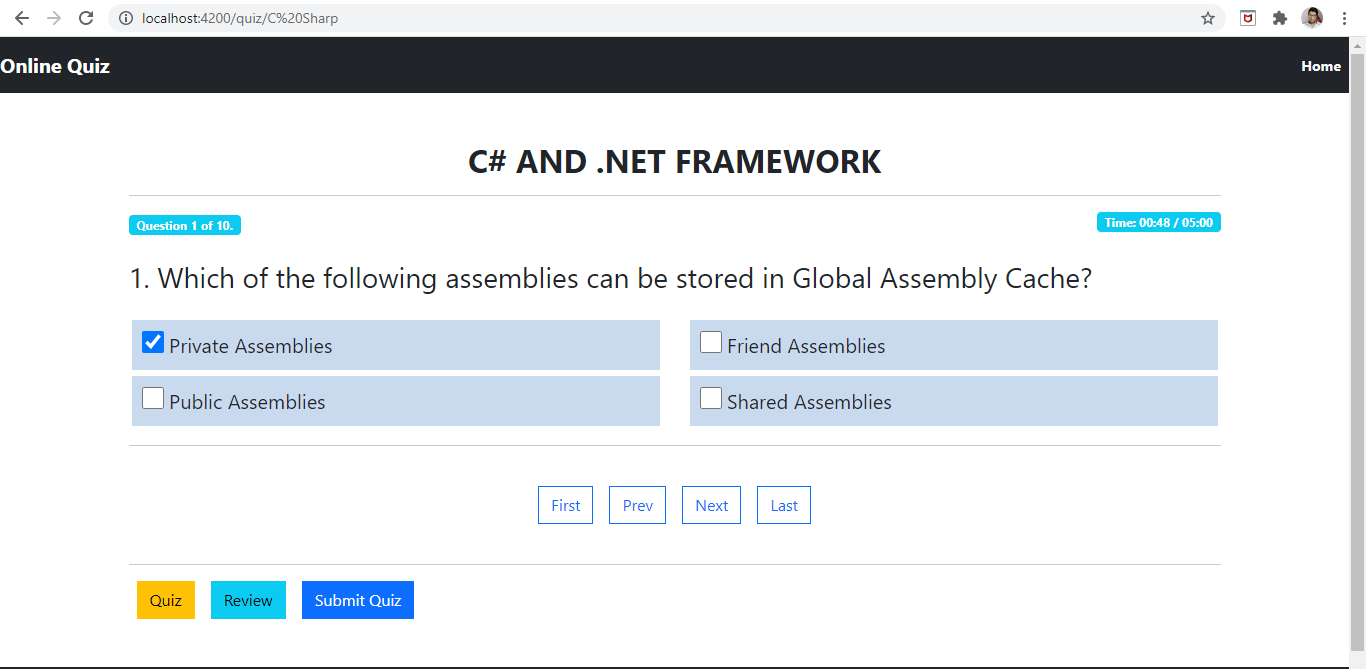 localhost:4200/quiz/C%20Sharp
Online Quiz
Home
C# AND .NET FRAMEWORK
Question 1 of 10.
Time: 00:48 / 05:00
1. Which of the following assemblies can be stored in Global Assembly Cache?
Private Assemblies
Friend Assemblies
Public Assemblies
Shared Assemblies
First Prev Next Last
Quiz Review Submit Quiz